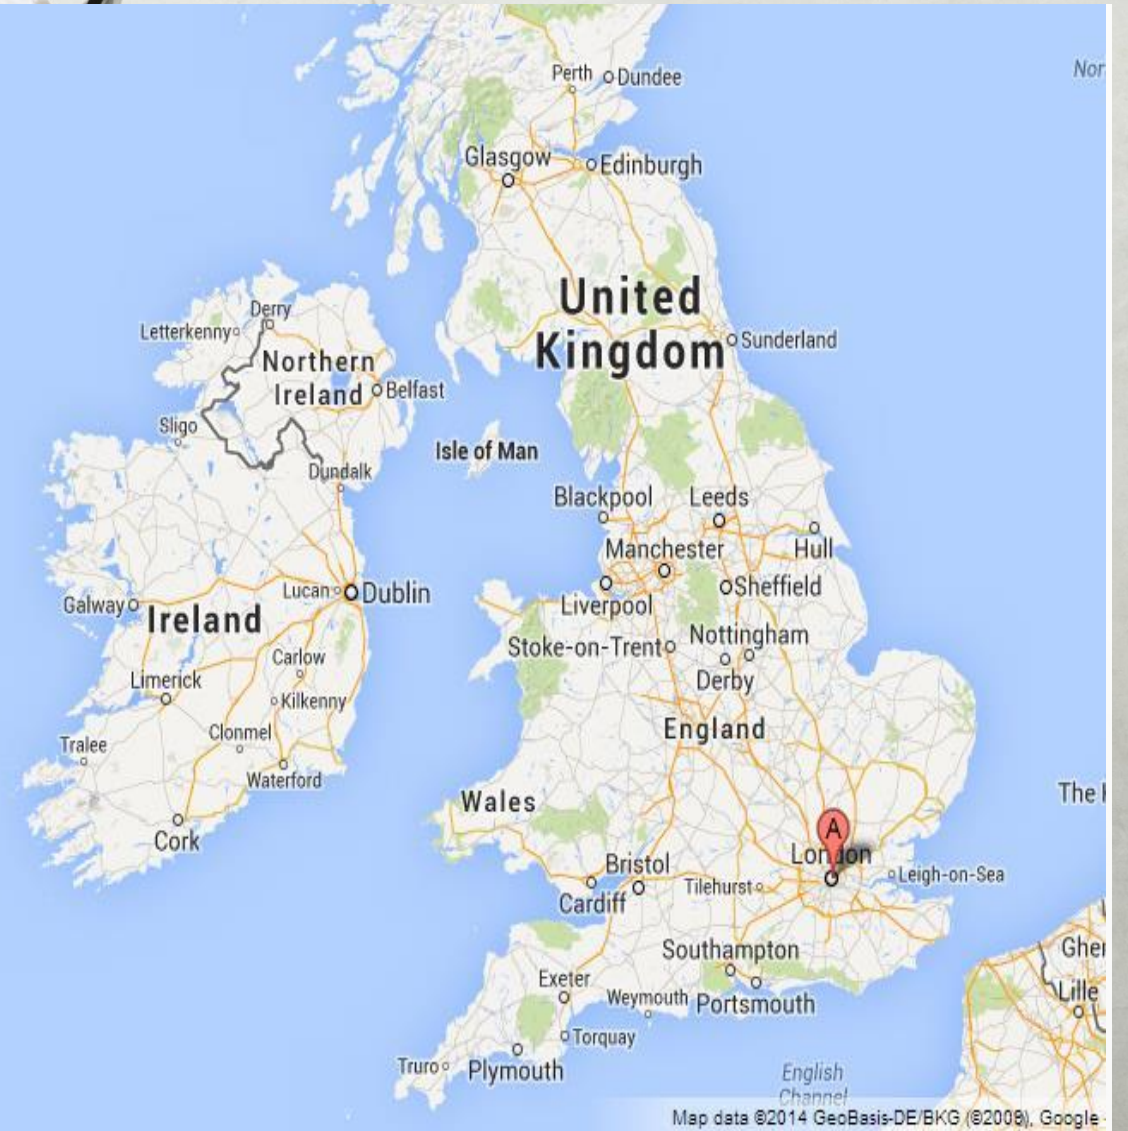 Perth
Dundee
Nor
Glasgow
Edinburgh
United
Kingdom
Derry
Letterkenny
Sunderland
Northern
Ireland
Belfast
Sligo
Isle of Man
Dundalk
Blackpool
Leeds
Manchester
Hull
Lucan
Dublin
Sheffield
Galway
Ireland
Liverpool
Stoke-on-Trent
Nottingham
Carlow
Limerick
Derby
Kilkenny
England
Clonmel
Tralee
Waterford
The
Wales
Cork
A
London
Bristol
Leigh-on-Sea
Tilehurst
Cardiff
Southampton
Gher
Exeter
Weymouth
Portsmouth
Lille
Torquay
Truro
Plymouth
English
Channel
Map data ©2014 GeoBasis-DE/BKG (©2009), Google